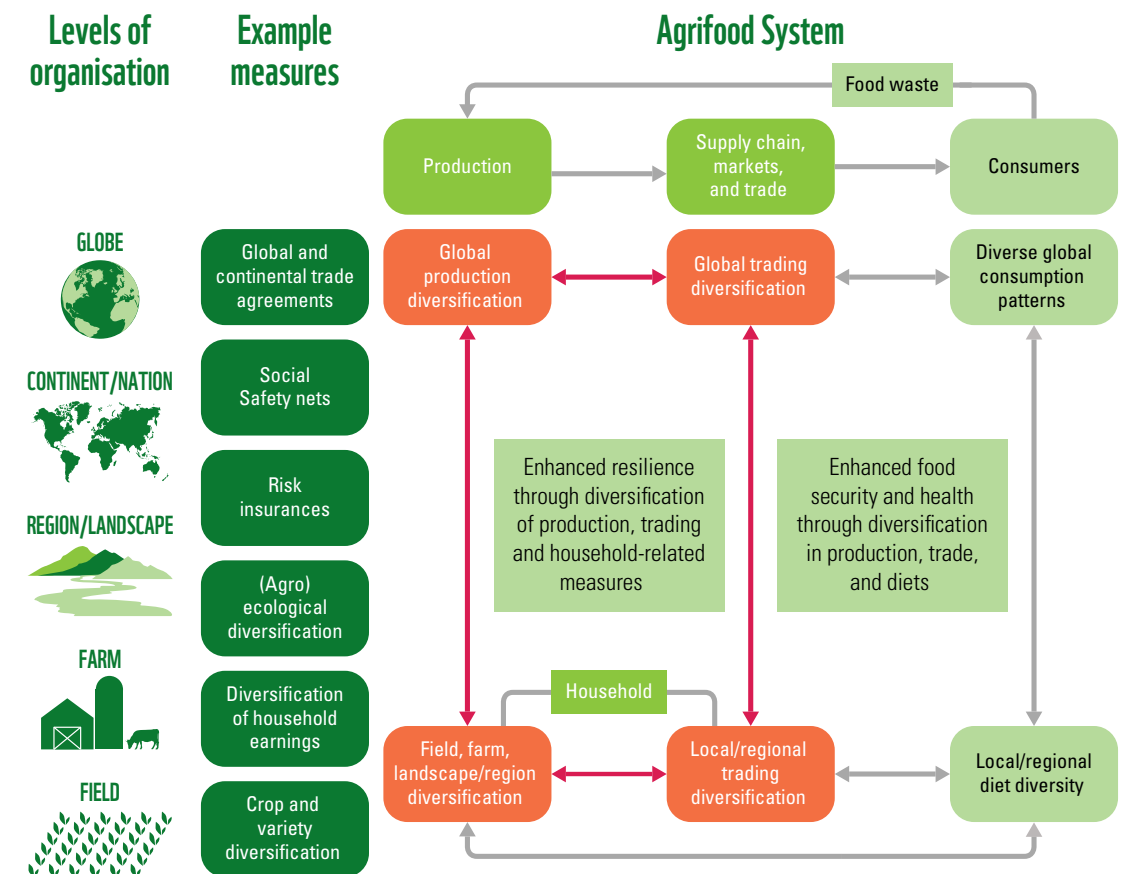 Levels of
organisation
Example
measures
Agrifood System
Food waste
Production
Supply chain,
markets,
and trade
Consumers
GLOBE
CONTINENT/NATION
REGION/LANDSCAPE
FARM
FIELD
Global and
continental trade
agreements
Social
Safety nets
Risk
insurances
(Agro)
ecological
diversification
Diversification
of household
earnings
Crop and
variety
diversification
Global
production
diversification
Global trading
diversification
Diverse global
consumption
patterns
Enhanced resilience
through diversification
of production, trading
and household-related
measures
Enhanced food
security and health
through diversification
in production, trade,
and diets
Household
Field, farm,
landscape/region
diversification
Local/regional
trading
diversification
Local/regional
diet diversity